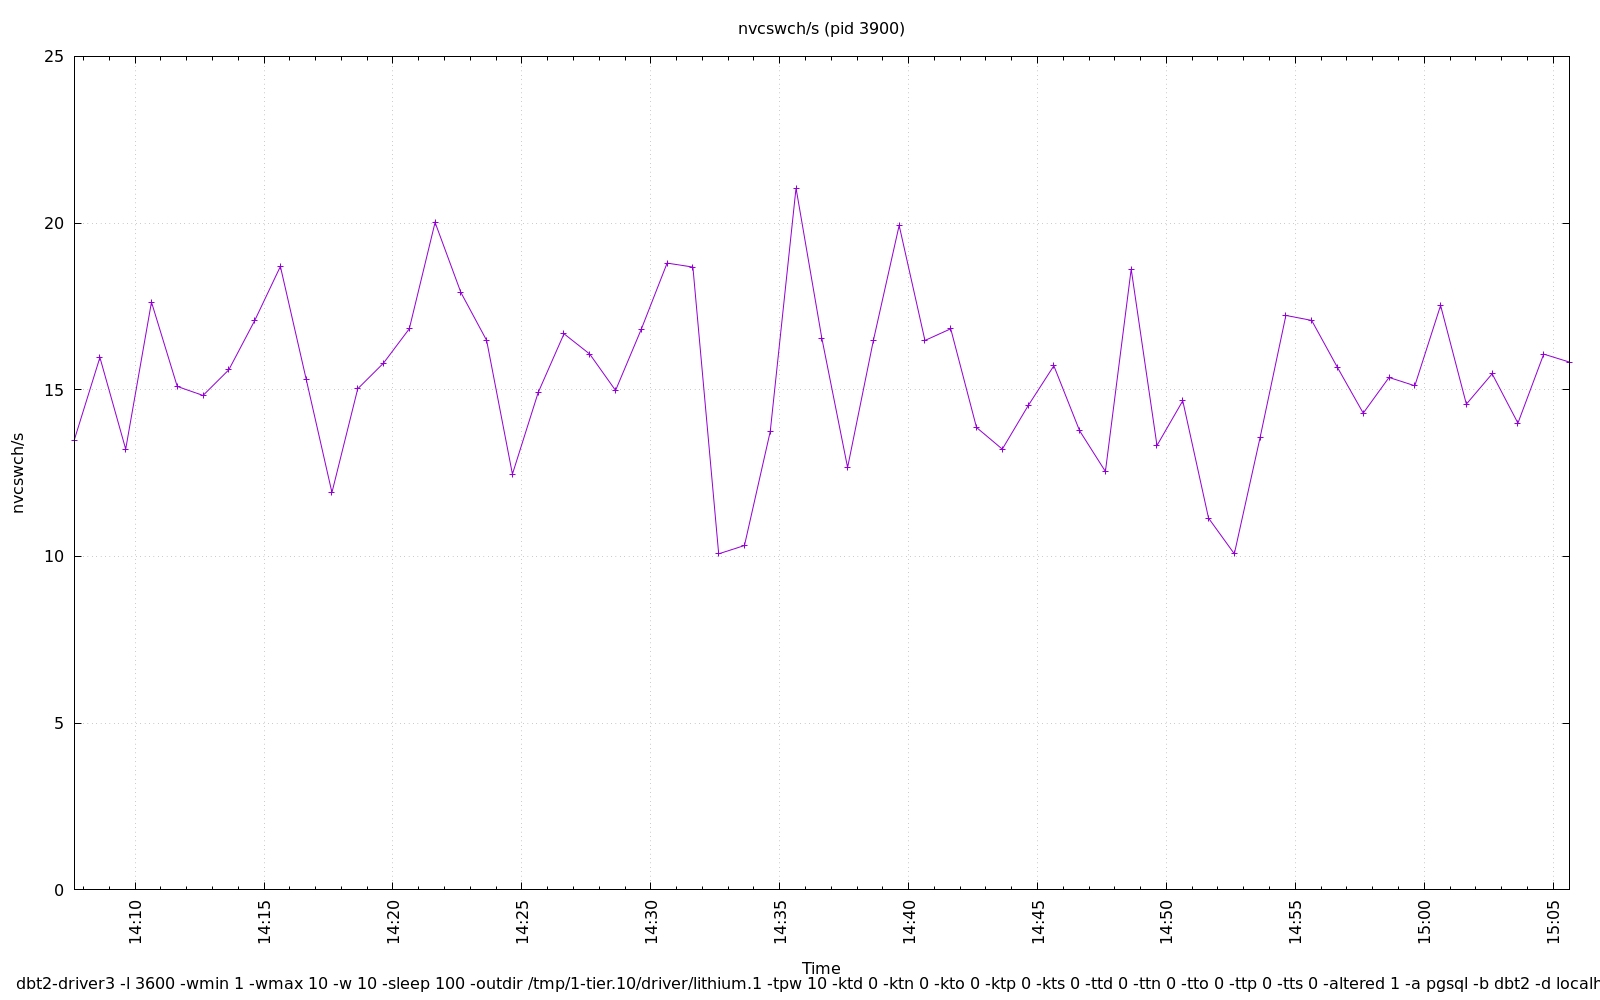 nvcswch/s (pid 3900)
25
20
15
10
5
0
nvcswch/s
14:10 14:15 14:20 14:25 14:30 14:35 14:40 14:45 14:50 14:55 15:00 15:05
Time
dbt2-driver3 -l 3600 -wmin 1 -wmax 10 -w 10 -sleep 100 -outdir /tmp/1-tier.10/driver/lithium.1 -tpw 10 -ktd 0 -ktn 0 -kto 0 -ktp 0 -kts 0 -ttd 0 -ttn 0 -tto 0 -ttp 0 -tts 0 -altered 1 -a pgsql -b dbt2 -d